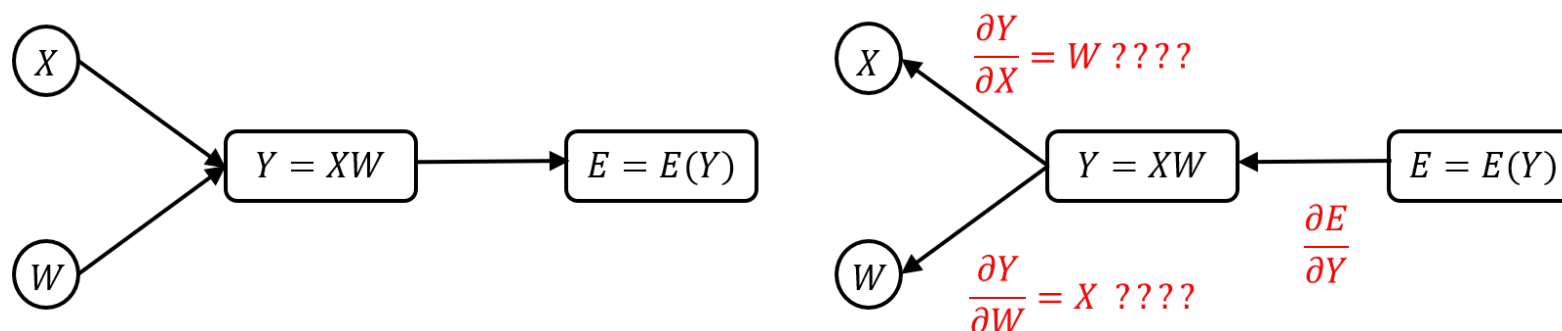 X
W
Y = XW
E = E(Y)
∂Y/∂X = W ????
X
W
Y = XW
E = E(Y)
∂E/∂Y
∂Y/∂W = X ????